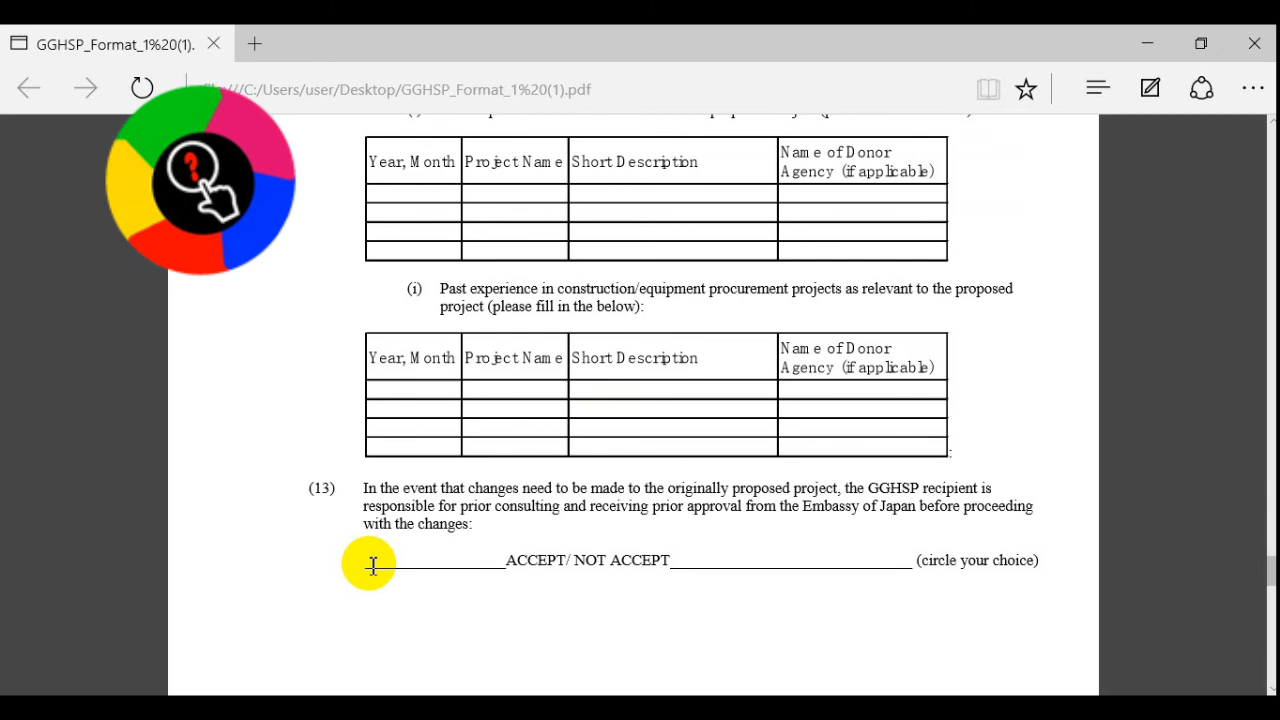 GGHSP_Format_1%20(1).
file:///C:/Users/user/Desktop/GGHSP_Format_1%20(1).pdf
?
Year, Month Project Name Short Description Name of Donor
Agency (if applicable)
(i) Past experience in construction/equipment procurement projects as relevant to the proposed
project (please fill in the below):
Year, Month Project Name Short Description Name of Donor
Agency (if applicable)
:
(13) In the event that changes need to be made to the originally proposed project, the GGHSP recipient is
responsible for prior consulting and receiving prior approval from the Embassy of Japan before proceeding
with the changes:
ACCEPT/ NOT ACCEPT (circle your choice)